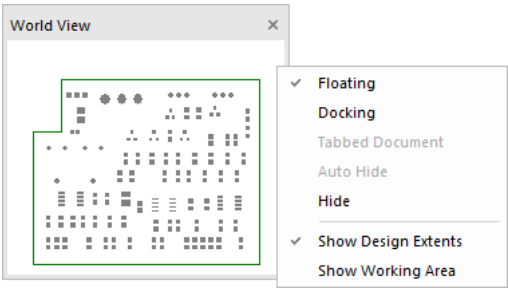 World View
Floating
Docking
Tabbed Document
Auto Hide
Hide
Show Design Extents
Show Working Area